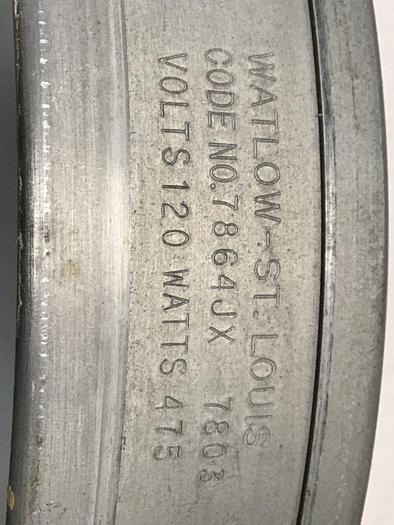 WATLOW-ST. LOUIS
CODE NO. 7864JX 7803
VOLTS 120 WATTS 475